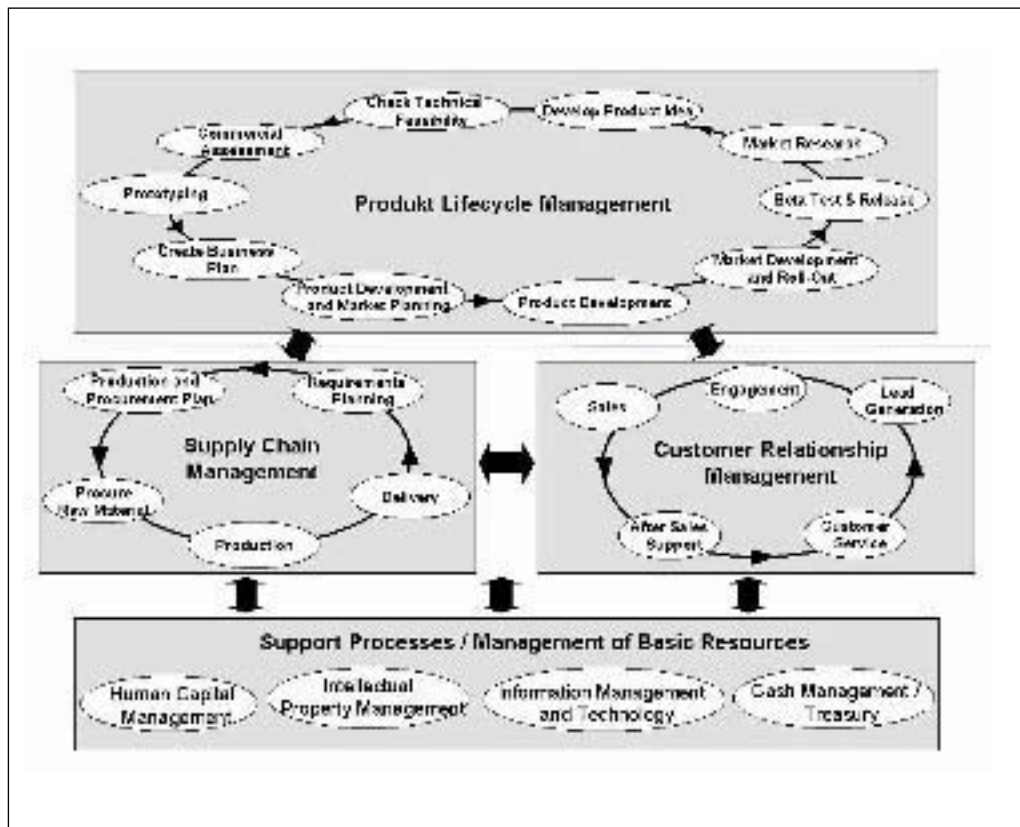 Check Technical
Feasibility
Develop Product Idea
Commercial
Assessment
Market Research
Prototyping
Produkt Lifecycle Management
Beta Test & Release
Create Business
Plan
Market Development
and Roll-Out
Product Development
and Market Planning
Product Development
Production and
Procurement Plan
Requirements
Planning
Supply Chain
Management
Procure
Raw Material
Delivery
Production
Engagement
Sales
Lead
Generation
Customer Relationship
Management
After Sales
Support
Customer
Service
Support Processes / Management of Basic Resources
Human Capital
Management
Intellectual
Property Management
Information Management
and Technology
Cash Management /
Treasury